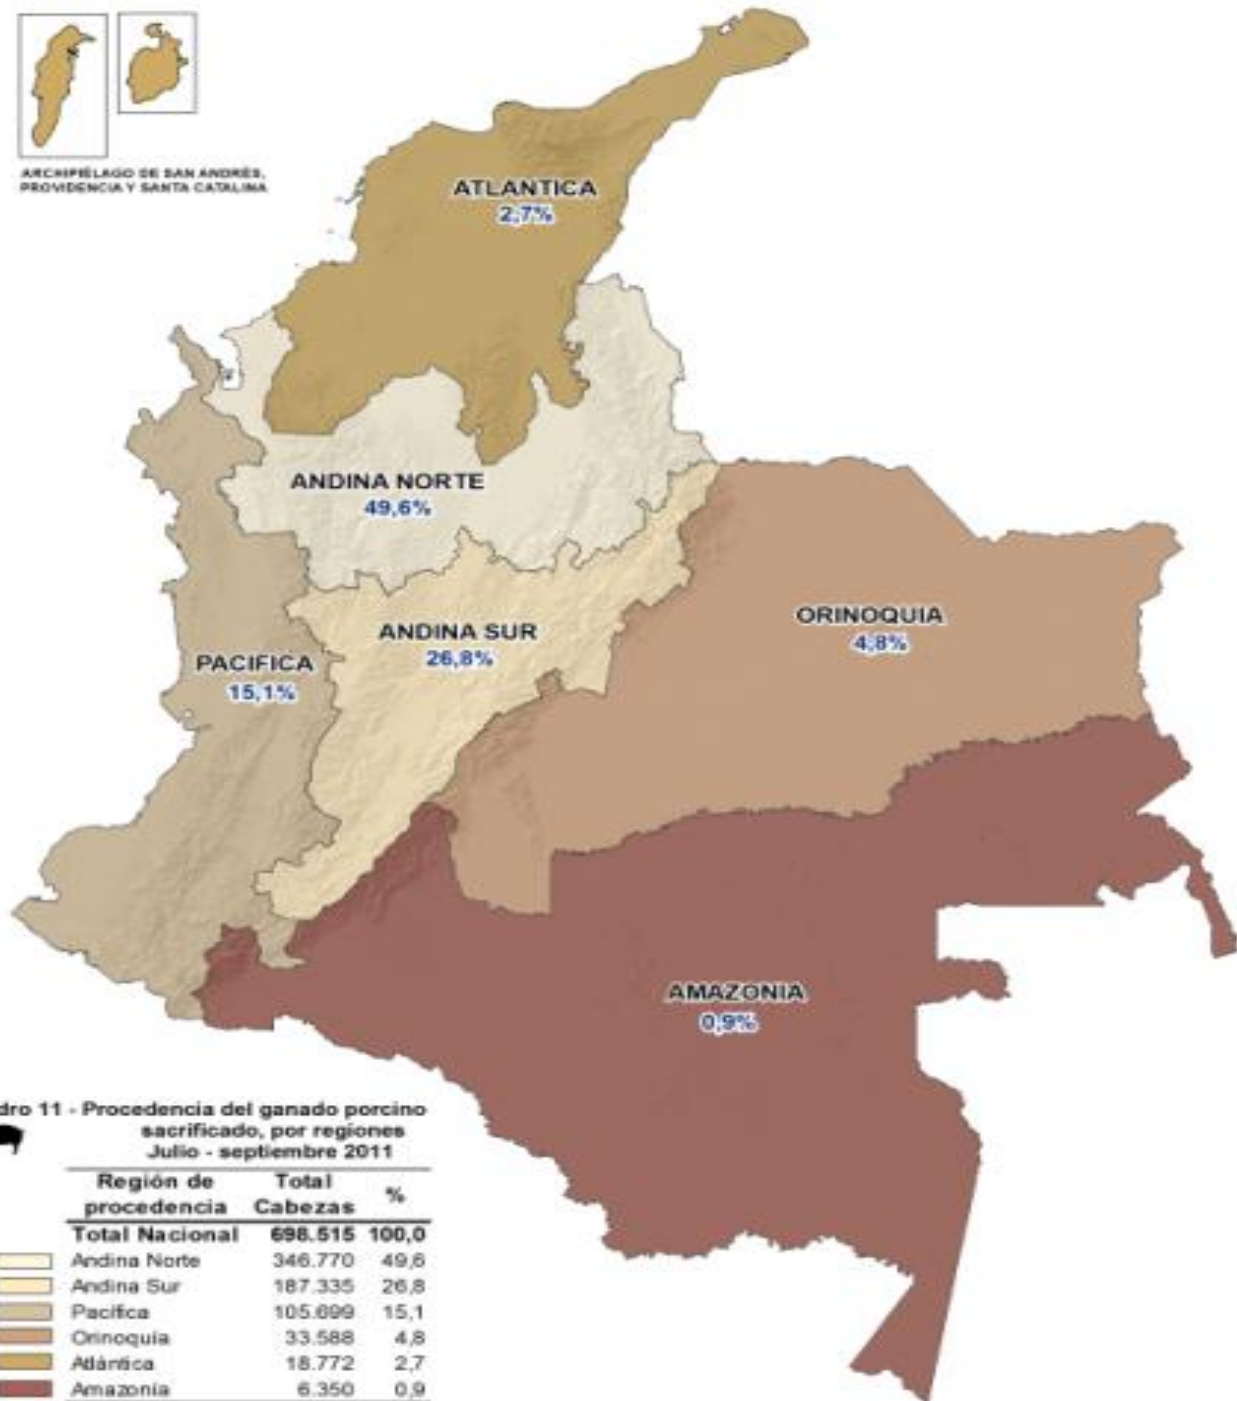 ARCHIPIÉLAGO DE SAN ANDRÉS,
PROVIDENCIA Y SANTA CATALINA
ATLANTICA
2,7%
ANDINA NORTE
49,6%
ANDINA SUR
26,8%
ORINOQUIA
4,8%
PACIFICA
15,1%
AMAZONIA
0,9%
dro 11 - Procedencia del ganado porcino
sacrificado, por regiones
Julio - septiembre 2011
Región de procedencia Total Cabezas %
Total Nacional 698.515 100,0
Andina Norte 346.770 49,6
Andina Sur 187.335 26,8
Pacífica 105.699 15,1
Orinoquia 33.588 4,8
Atlántica 18.772 2,7
Amazonía 6.350 0,9